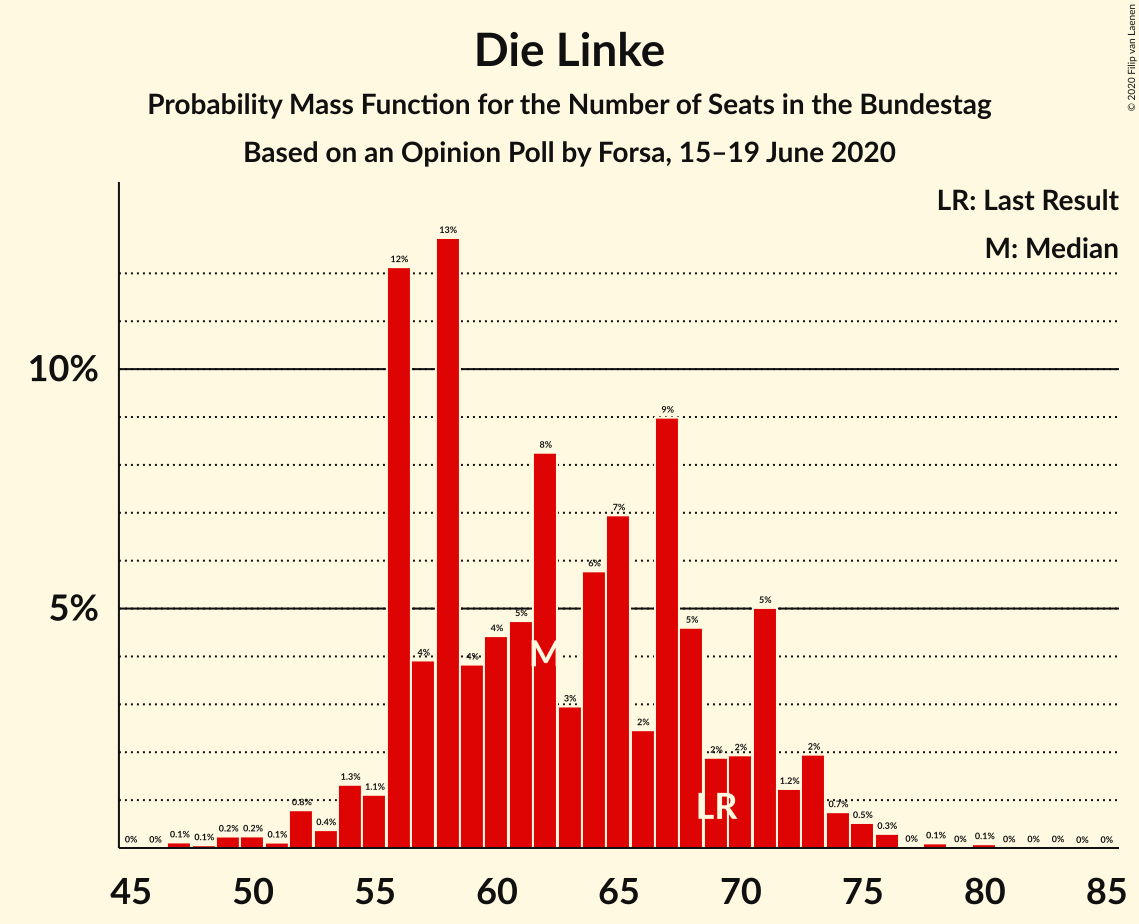 Die Linke
Probability Mass Function for the Number of Seats in the Bundestag
Based on an Opinion Poll by Forsa, 15–19 June 2020
© 2020 Filip van Laenen
LR: Last Result
M: Median
10%
5%
0% 0% 0.1% 0.1% 0.2% 0.2% 0.1% 0.8% 0.4% 1.3% 1.1% 12% 4% 13% 4% 4% 5% 8% 3% 6% 7% 2% 9% 5% 2% 2% 5% 1.2% 2% 0.7% 0.5% 0.3% 0% 0.1% 0% 0.1% 0% 0% 0% 0% 0%
M
LR
45 50 55 60 65 70 75 80 85